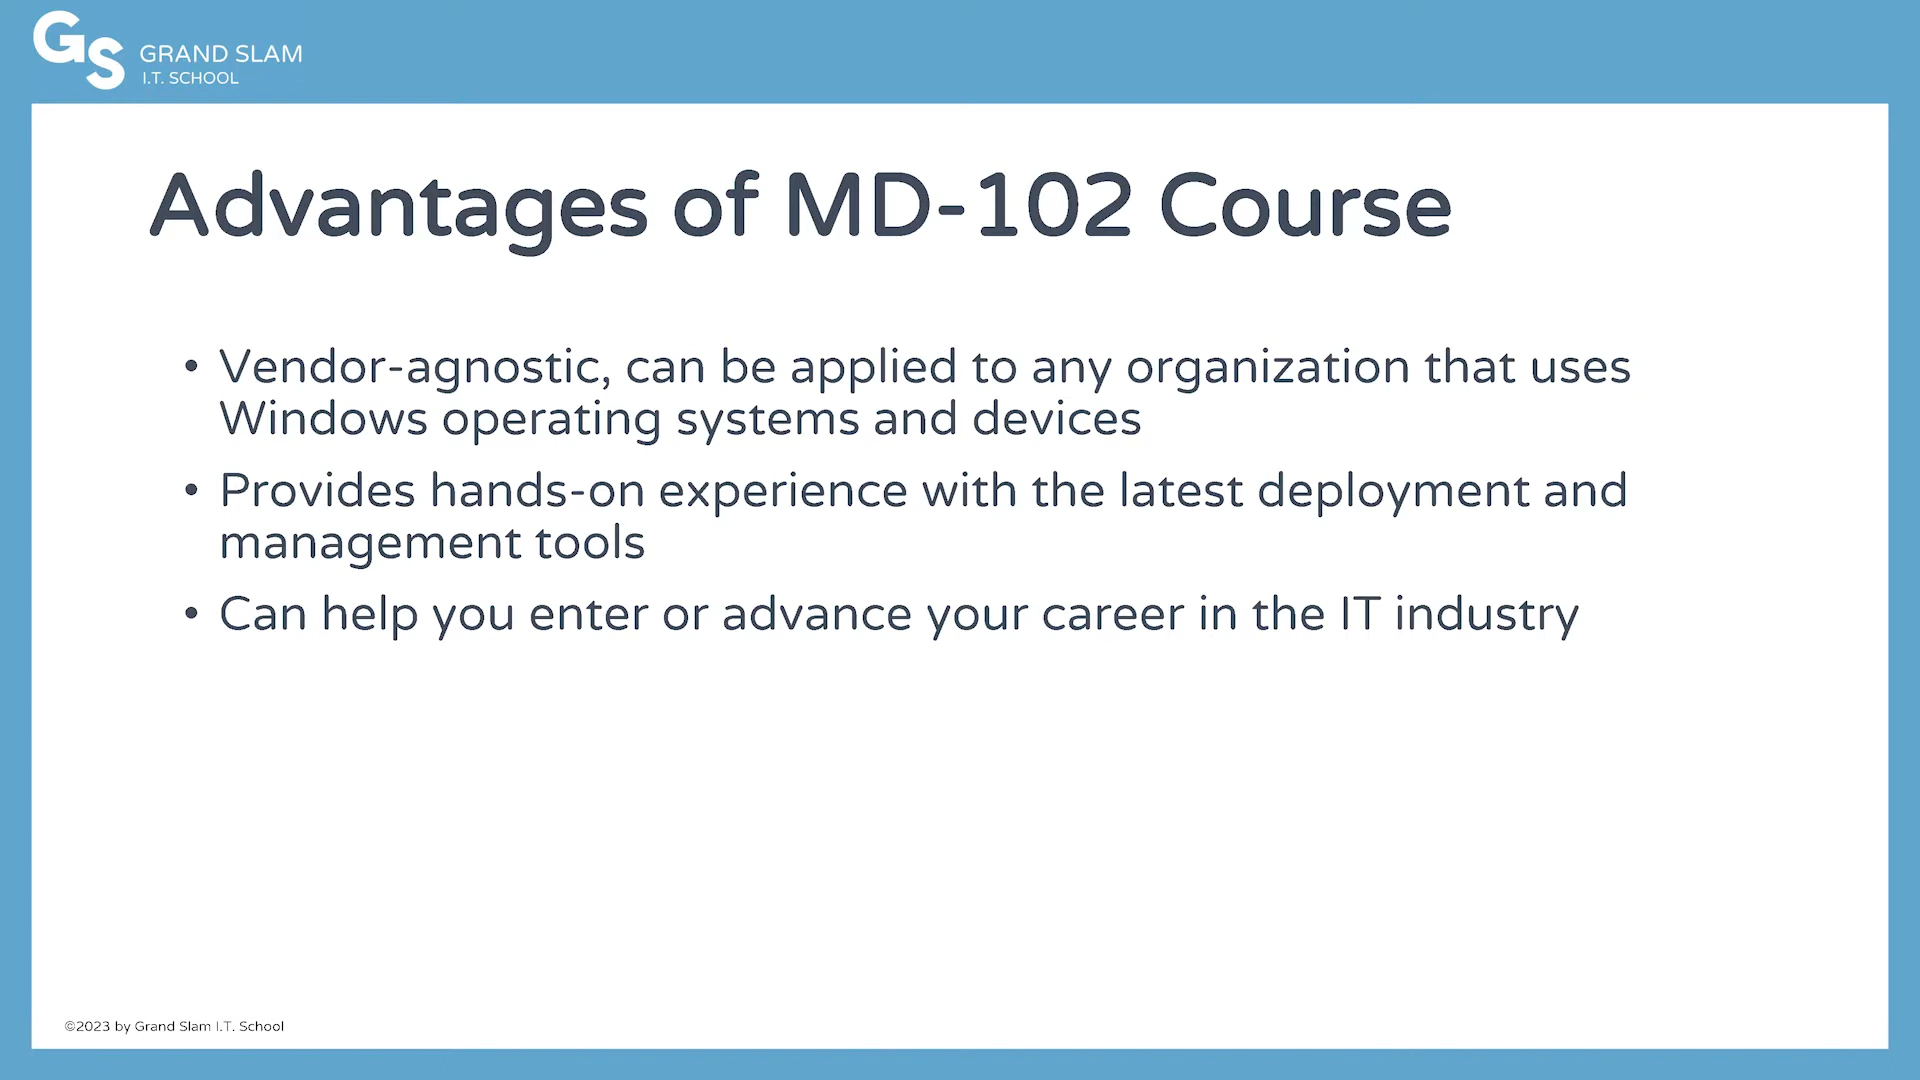 GS
GRAND SLAM
I.T. SCHOOL
Advantages of MD-102 Course
• Vendor-agnostic, can be applied to any organization that uses
Windows operating systems and devices
• Provides hands-on experience with the latest deployment and
management tools
• Can help you enter or advance your career in the IT industry
©2023 by Grand Slam I.T. School